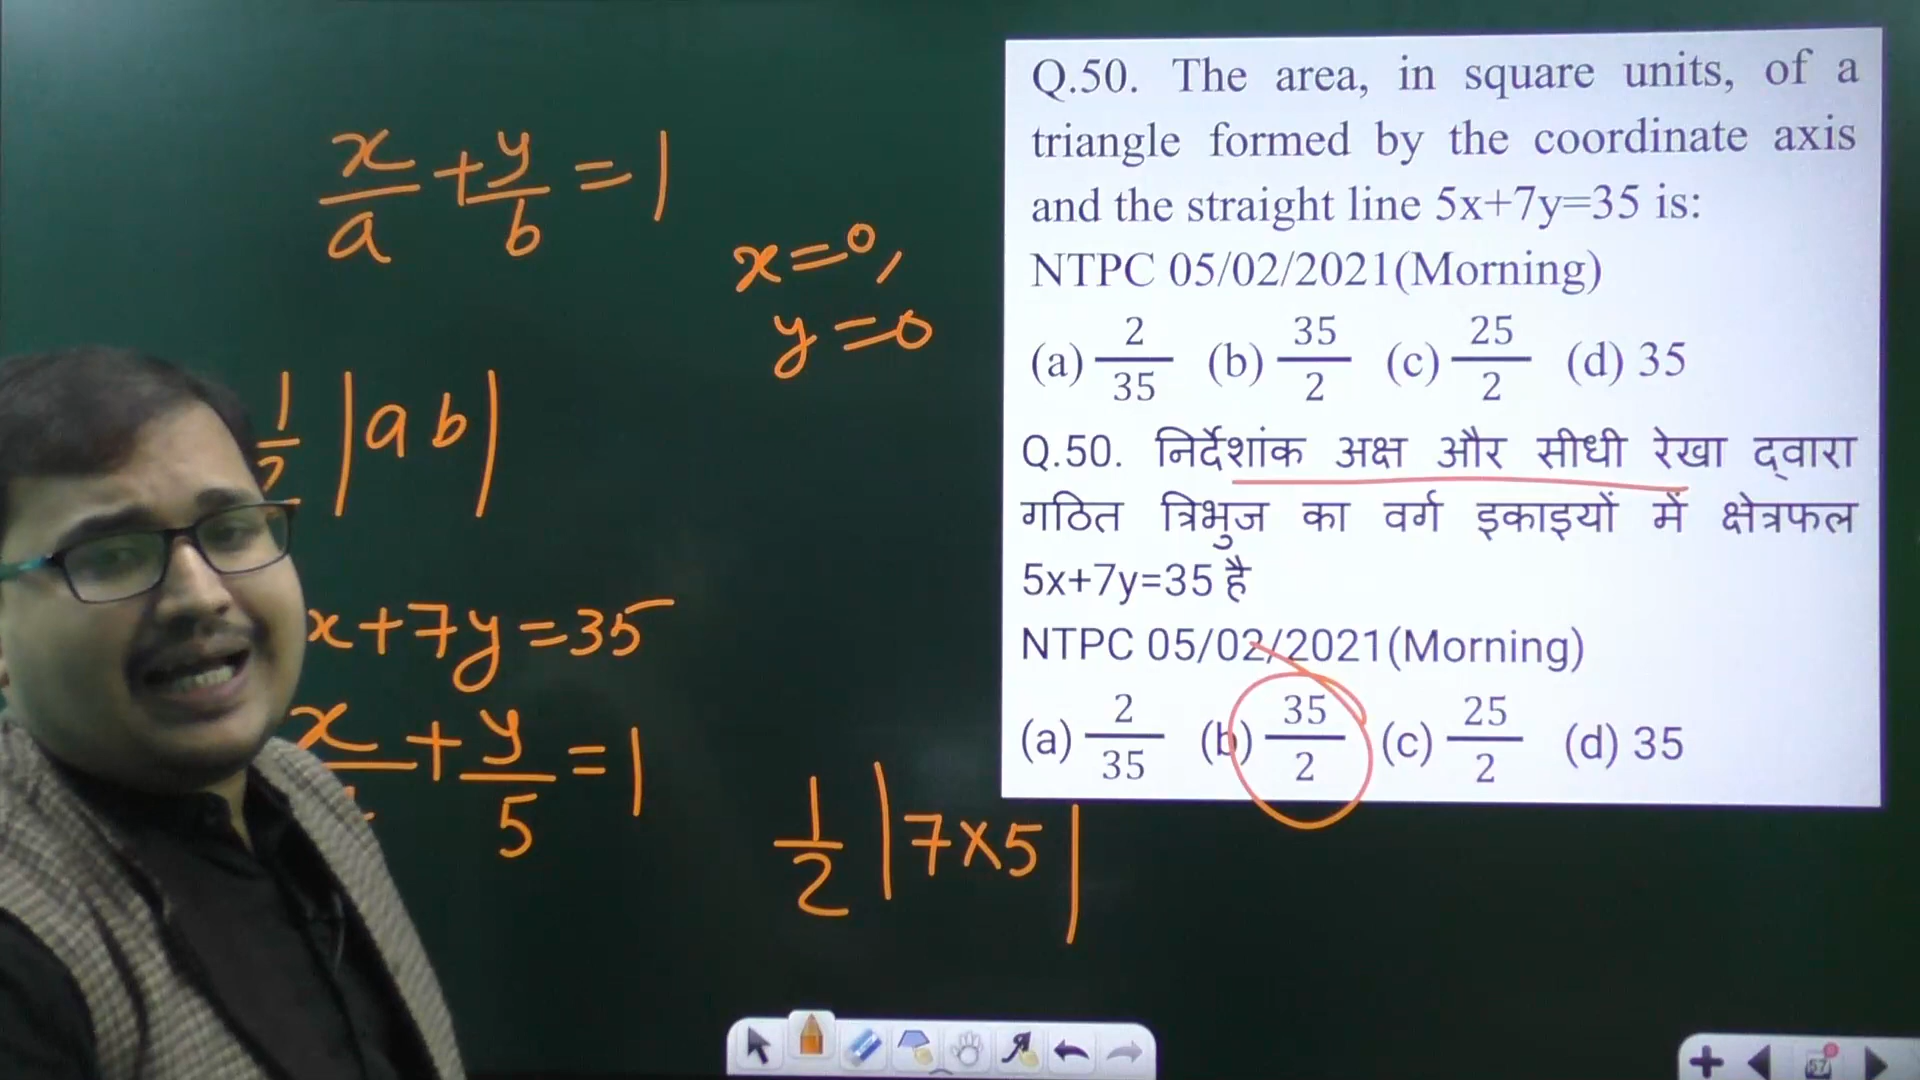 x/a + y/b = 1
x=0,
y=0
1/2 |ab|
x+7y=35
x + y/5 = 1
1/2 |7×5|
Q.50. The area, in square units, of a
triangle formed by the coordinate axis
and the straight line 5x+7y=35 is:
NTPC 05/02/2021(Morning)
(a) 2/35 (b) 35/2 (c) 25/2 (d) 35
Q.50. निर्देशांक अक्ष और सीधी रेखा द्वारा
गठित त्रिभुज का वर्ग इकाइयों में क्षेत्रफल
5x+7y=35 है
NTPC 05/02/2021(Morning)
(a) 2/35 (b) 35/2 (c) 25/2 (d) 35
57